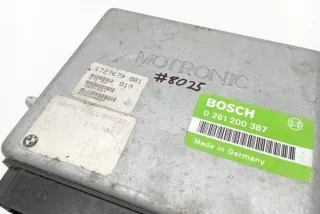 MOTRONIC
1727679 001
#8025
BOSCH
0 261 200 387
Made in Germany